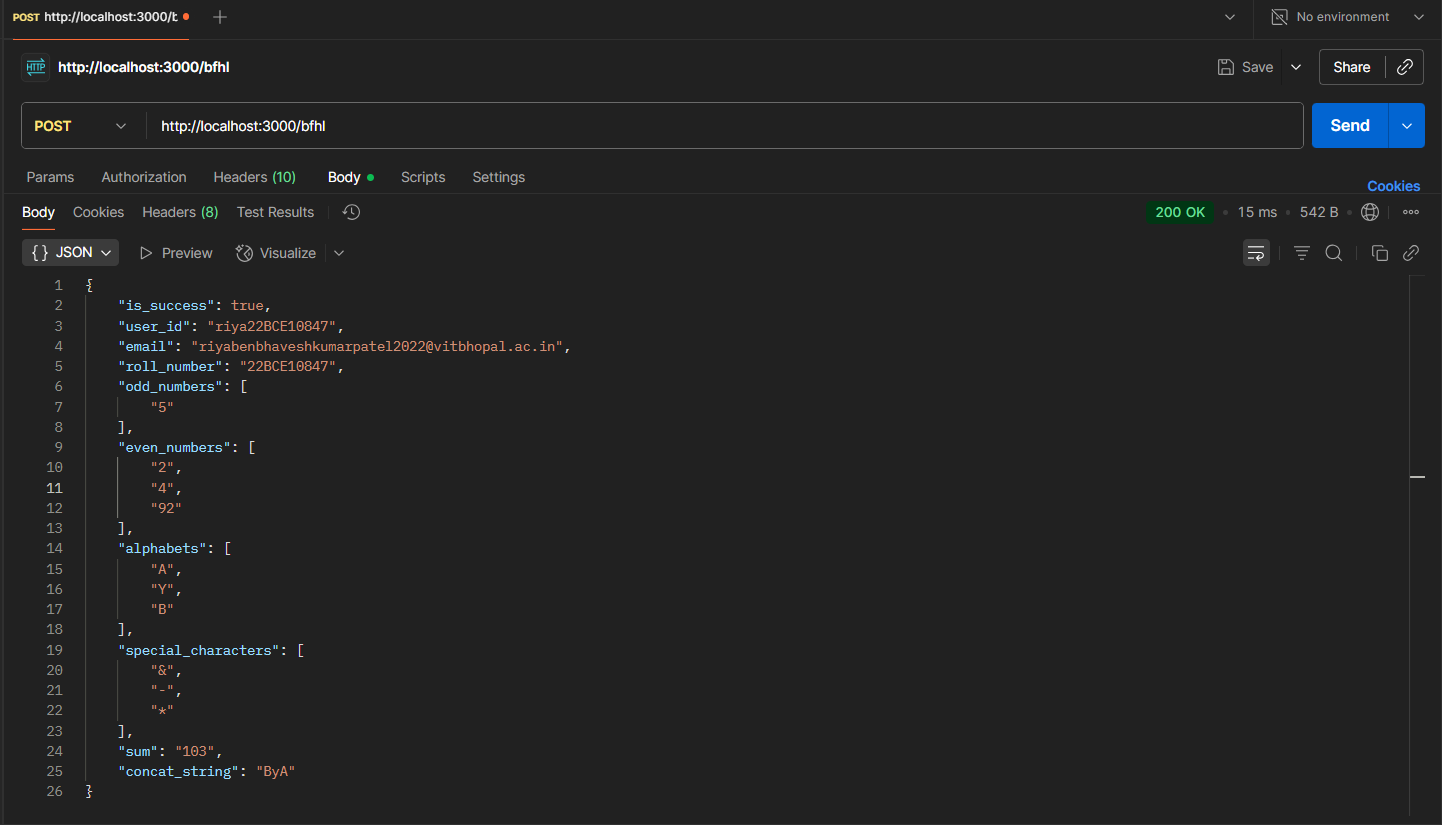 POST http://localhost:3000/b
No environment
HTTP http://localhost:3000/bfhl
Save
Share
POST
http://localhost:3000/bfhl
Send
Params Authorization Headers (10) Body Scripts Settings
Cookies
Body Cookies Headers (8) Test Results
200 OK 15 ms 542 B
{} JSON Preview Visualize
1 {
2 "is_success": true,
3 "user_id": "riya22BCE10847",
4 "email": "riyabenbhaveshkumarpatel2022@vitbhopal.ac.in",
5 "roll_number": "22BCE10847",
6 "odd_numbers": [
7 "5"
8 ],
9 "even_numbers": [
10 "2",
11 "4",
12 "92"
13 ],
14 "alphabets": [
15 "A",
16 "Y",
17 "B"
18 ],
19 "special_characters": [
20 "&",
21 "-",
22 "*"
23 ],
24 "sum": "103",
25 "concat_string": "ByA"
26 }